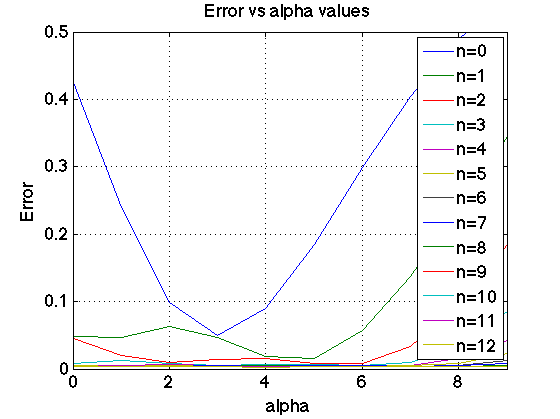 Error vs alpha values
0.5
0.4
0.3
0.2
0.1
0
Error
0
2
4
6
8
alpha
n=0
n=1
n=2
n=3
n=4
n=5
n=6
n=7
n=8
n=9
n=10
n=11
n=12